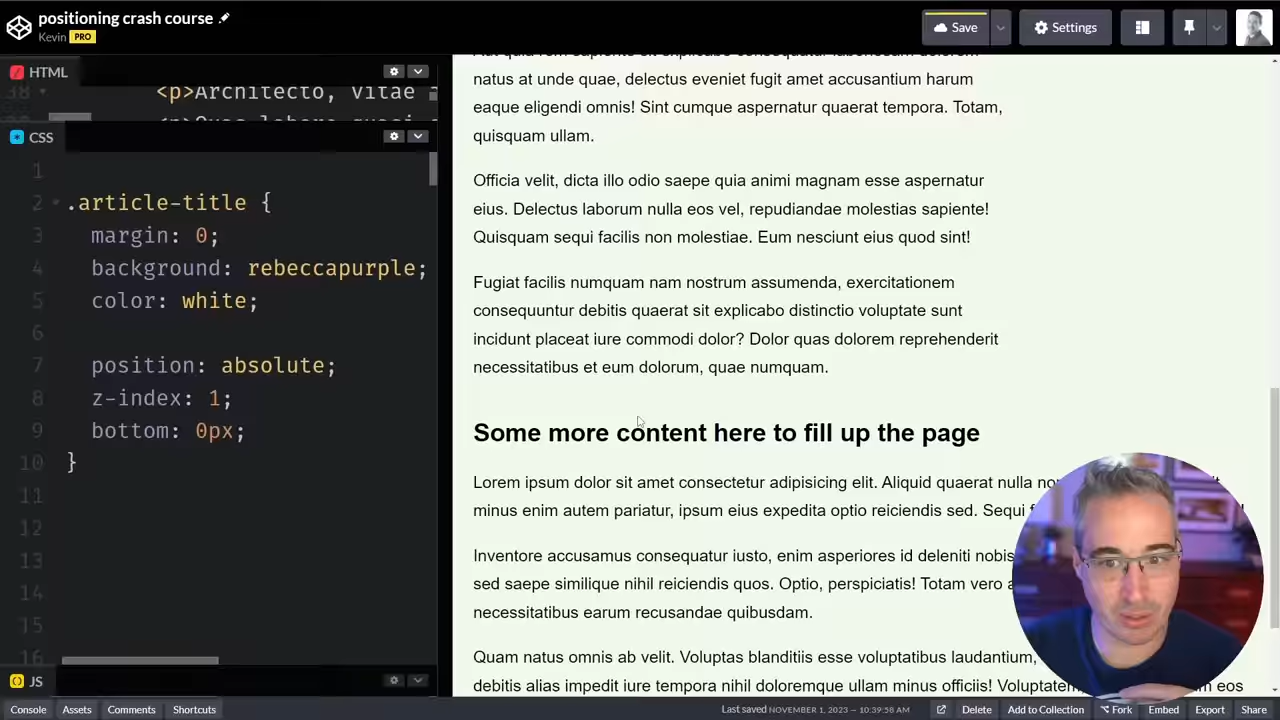 positioning crash course
Kevin PRO
Save
Settings
HTML
38 <p>Architecto, vitae
CSS
1
2 .article-title {
3 margin: 0;
4 background: rebeccapurple;
5 color: white;
6
7 position: absolute;
8 z-index: 1;
9 bottom: 0px;
10 }
11
12
13
14
15
16
JS
natus at unde quae, delectus eveniet fugit amet accusantium harum
eaque eligendi omnis! Sint cumque aspernatur quaerat tempora. Totam,
quisquam ullam.
Officia velit, dicta illo odio saepe quia animi magnam esse aspernatur
eius. Delectus laborum nulla eos vel, repudiandae molestias sapiente!
Quisquam sequi facilis non molestiae. Eum nesciunt eius quod sint!
Fugiat facilis numquam nam nostrum assumenda, exercitationem
consequuntur debitis quaerat sit explicabo distinctio voluptate sunt
incidunt placeat iure commodi dolor? Dolor quas dolorem reprehenderit
necessitatibus et eum dolorum, quae numquam.
Some more content here to fill up the page
Lorem ipsum dolor sit amet consectetur adipisicing elit. Aliquid quaerat nulla
minus enim autem pariatur, ipsum eius expedita optio reiciendis sed. Sequi
Inventore accusamus consequatur iusto, enim asperiores id deleniti nobis
sed saepe similique nihil reiciendis quos. Optio, perspiciatis! Totam vero
necessitatibus earum recusandae quibusdam.
Quam natus omnis ab velit. Voluptas blanditiis esse voluptatibus laudantium,
debitis alias impedit iure tempora nihil doloremque ullam minus officiis! eos
Console Assets Comments Shortcuts
Last saved NOVEMBER 1, 2023 — 10:39:58 AM
Delete Add to Collection Fork Embed Export Share